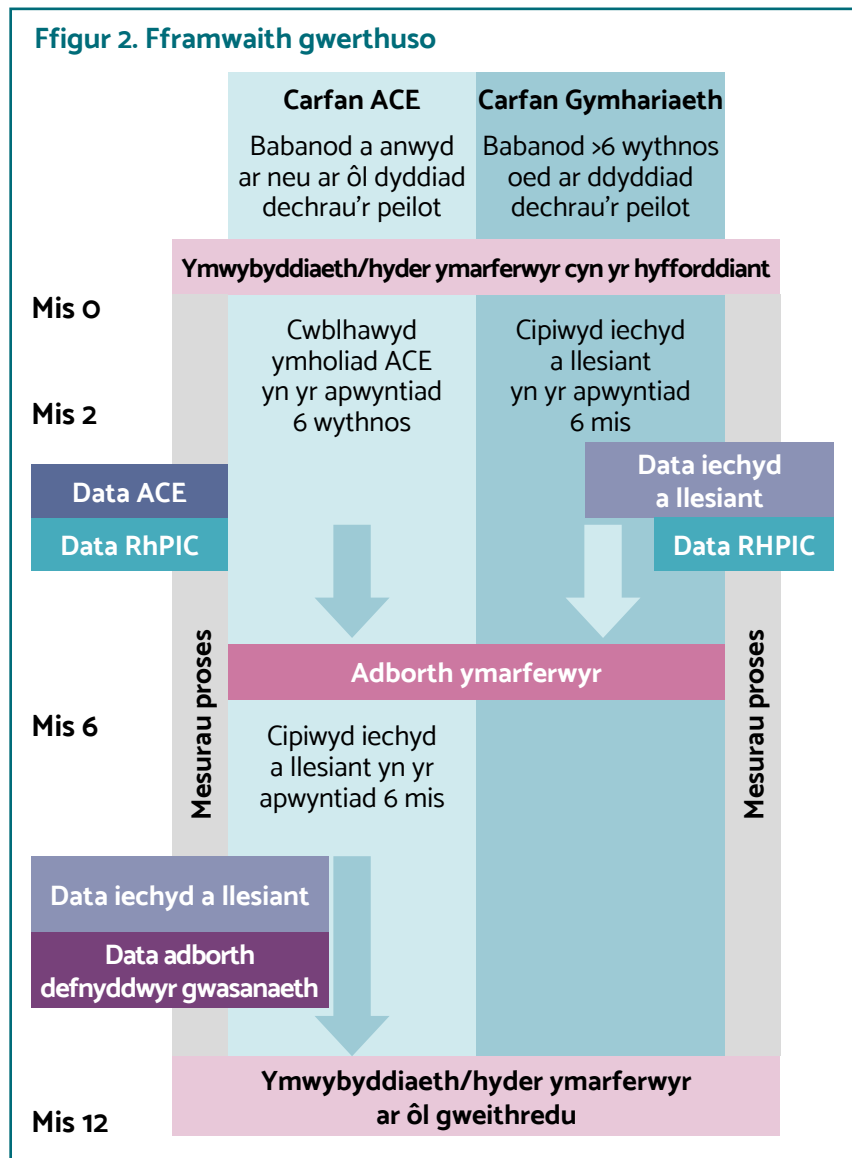 Ffigur 2. Fframwaith gwerthuso
Carfan ACE
Babanod a anwyd
ar neu ar ôl dyddiad
dechrau'r peilot
Carfan Gymhariaeth
Babanod >6 wythnos
oed ar ddyddiad
dechrau'r peilot
Ymwybyddiaeth/hyder ymarferwyr cyn yr hyfforddiant
Mis 0
Cwblhawyd
ymholiad ACE
yn yr apwyntiad
6 wythnos
Cipiwyd iechyd
a llesiant
yn yr apwyntiad
6 mis
Mis 2
Data ACE
Data RhPIC
Data iechyd
a llesiant
Data RHPIC
Mesurau proses
Adborth ymarferwyr
Mesurau proses
Mis 6
Cipiwyd iechyd
a llesiant yn yr
apwyntiad 6 mis
Data iechyd a llesiant
Data adborth
defnyddwyr gwasanaeth
Ymwybyddiaeth/hyder ymarferwyr
ar ôl gweithredu
Mis 12